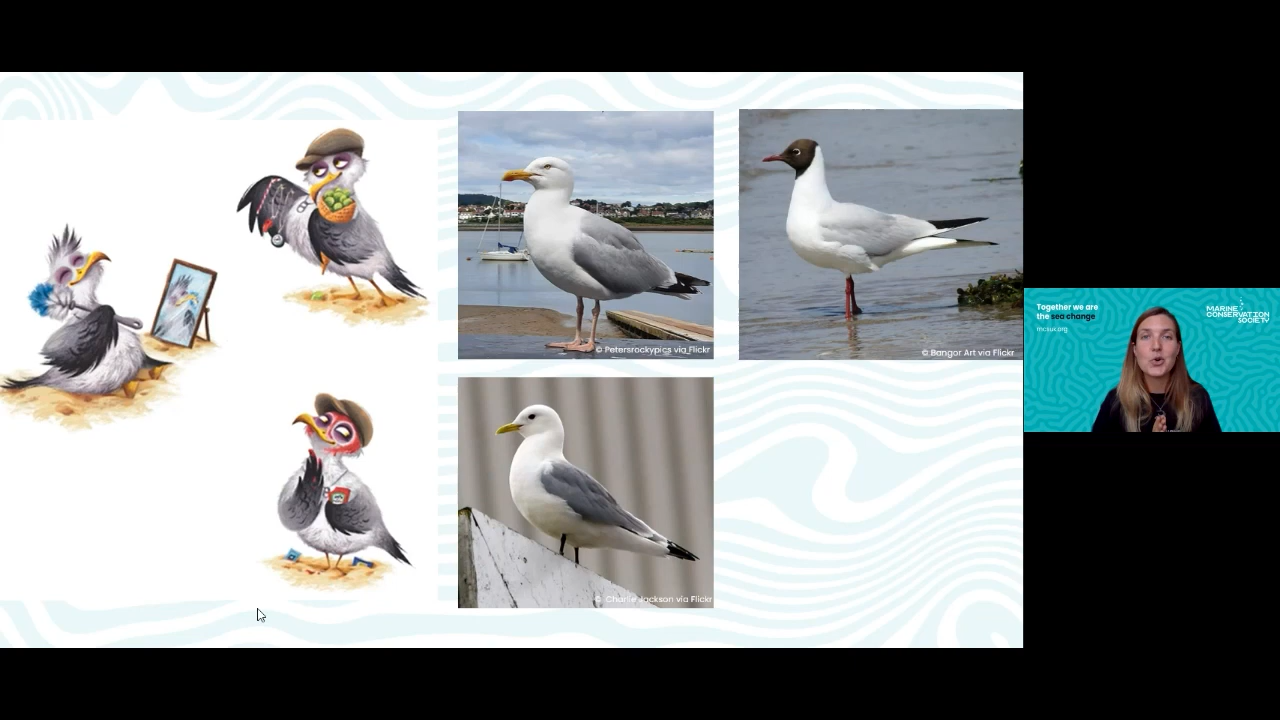 © Petersrockypics via Flickr
© Bangor Art via Flickr
© Charlie Jackson via Flickr
Together we are
the sea change
mcsuk.org
MARINE
CONSERVATION
SOCIETY